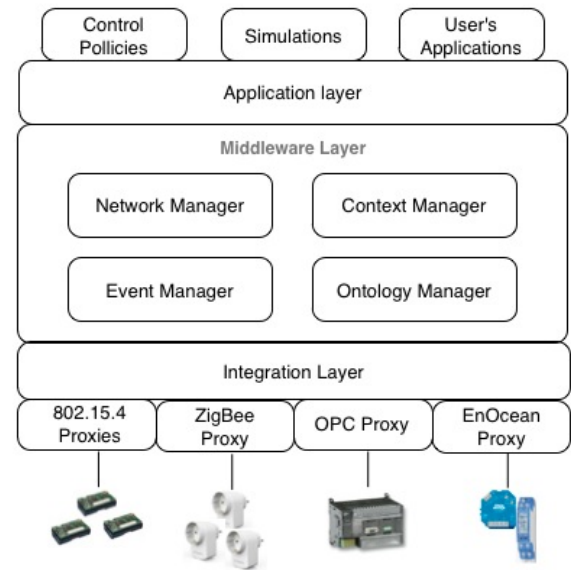 Control
Pollicies
Simulations
User's
Applications
Application layer
Middleware Layer
Network Manager
Context Manager
Event Manager
Ontology Manager
Integration Layer
802.15.4
Proxies
ZigBee
Proxy
OPC Proxy
EnOcean
Proxy